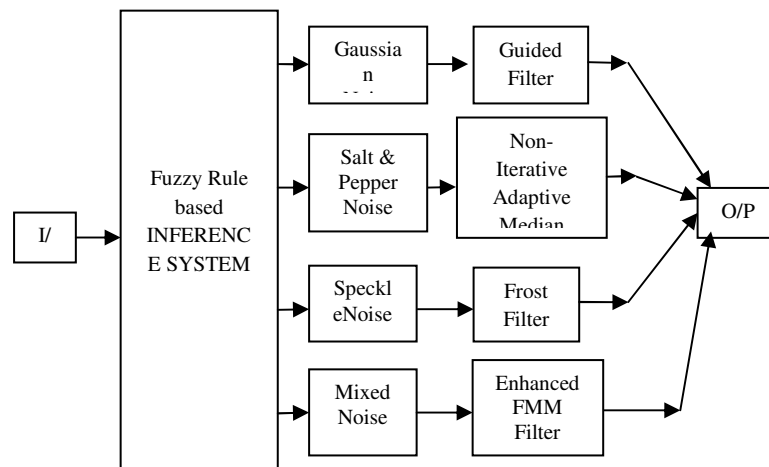 Gaussia
n
Guided
Filter
Salt &
Pepper
Noise
Non-
Iterative
Adaptive
Median
Fuzzy Rule
based
INFERENC
E SYSTEM
I/
O/P
Speckl
eNoise
Frost
Filter
Mixed
Noise
Enhanced
FMM
Filter